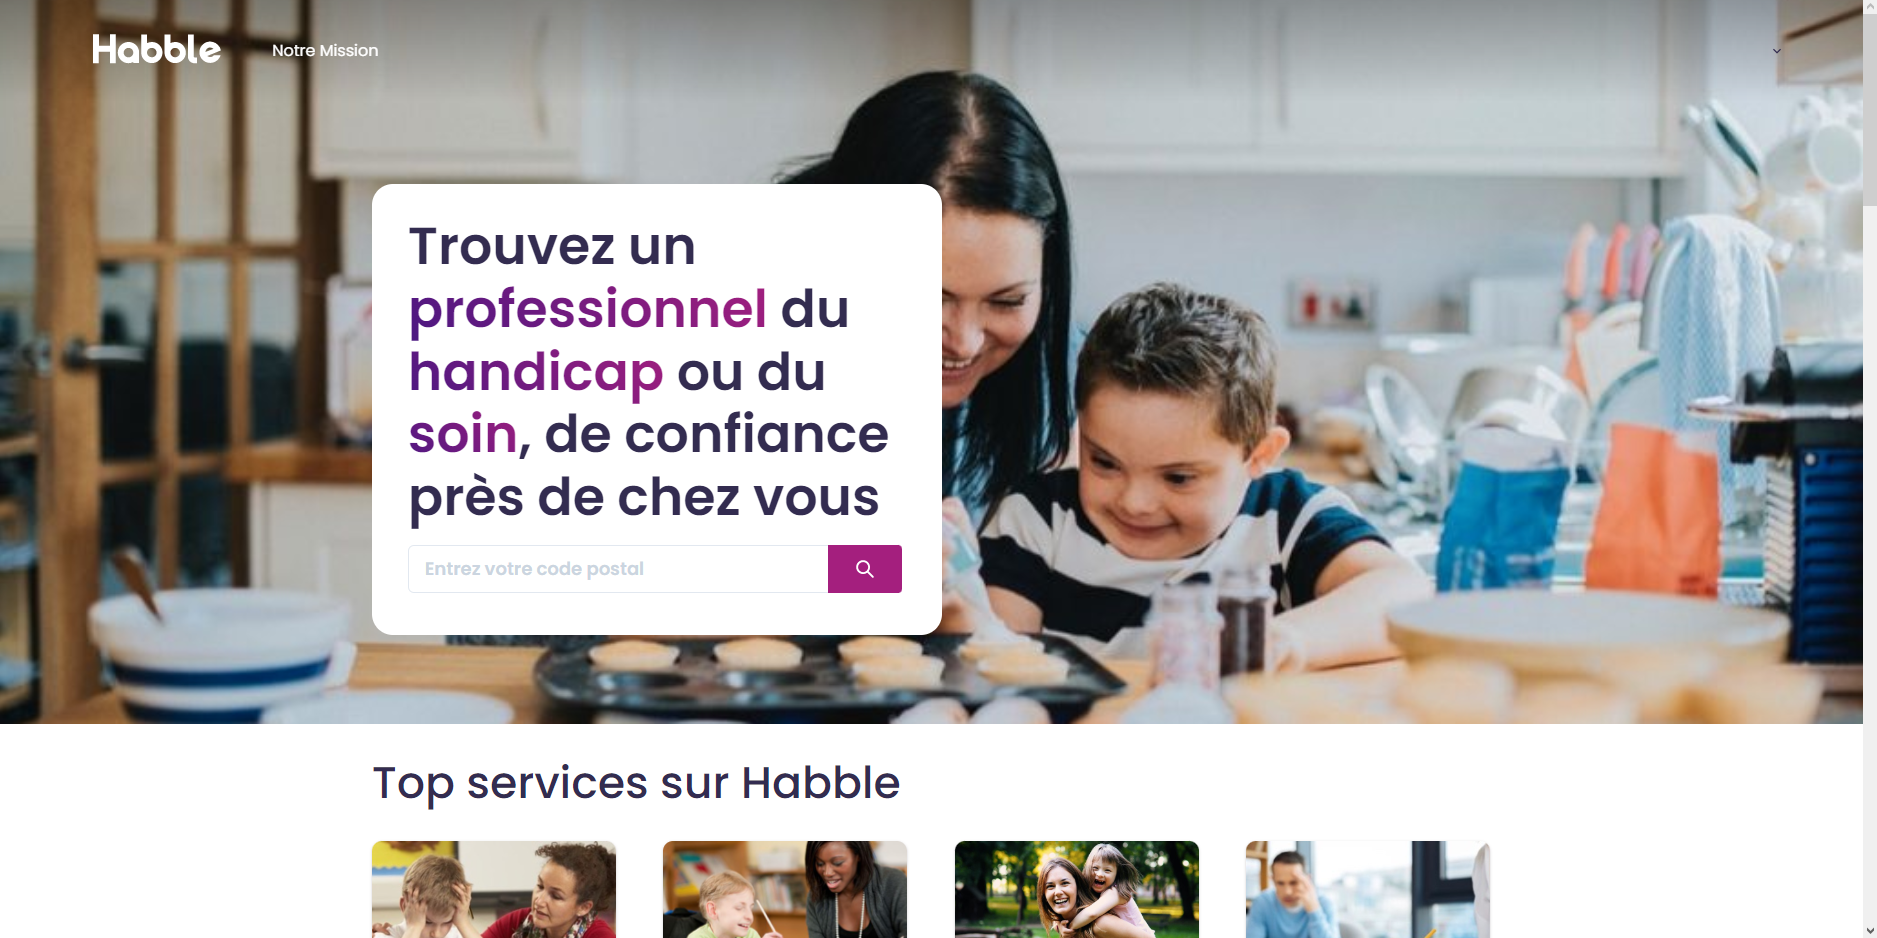 Habble
Notre Mission
Trouvez un
professionnel du
handicap ou du
soin, de confiance
près de chez vous
Entrez votre code postal
Top services sur Habble